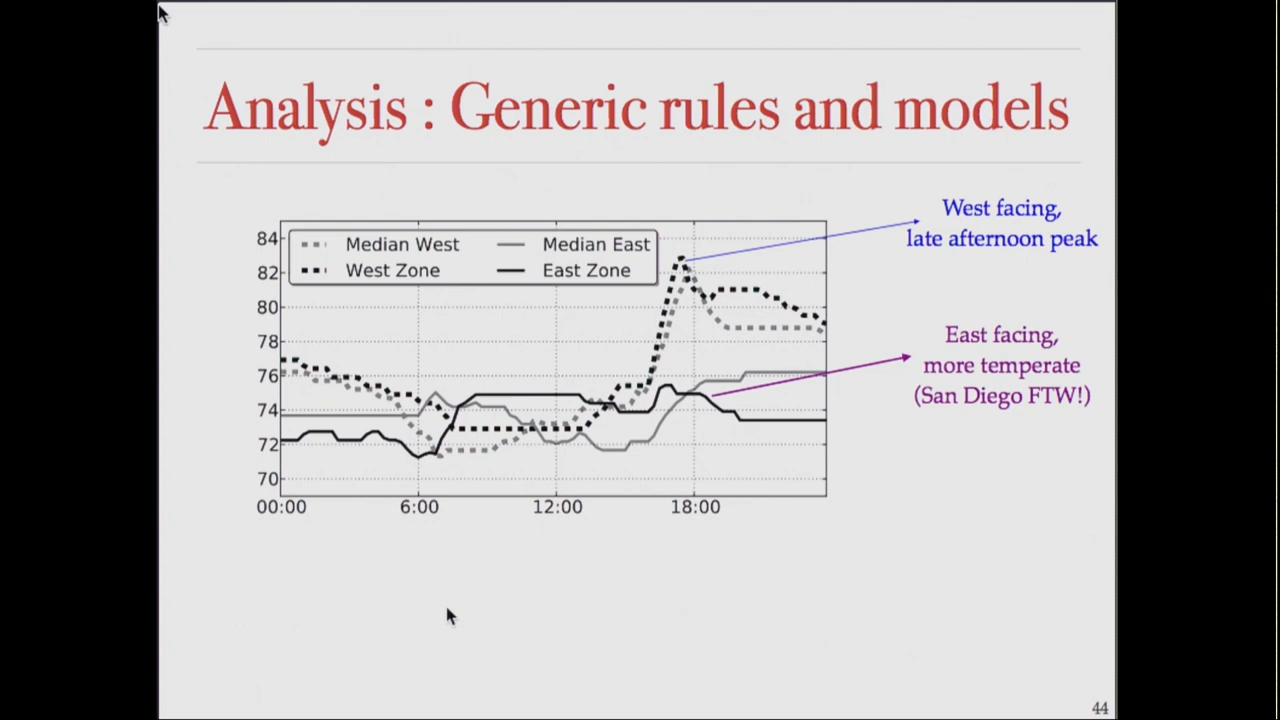 Analysis : Generic rules and models
West facing,
late afternoon peak
East facing,
more temperate
(San Diego FTW!)
Median West
Median East
West Zone
East Zone
84
82
80
78
76
74
72
70
00:00
6:00
12:00
18:00
44